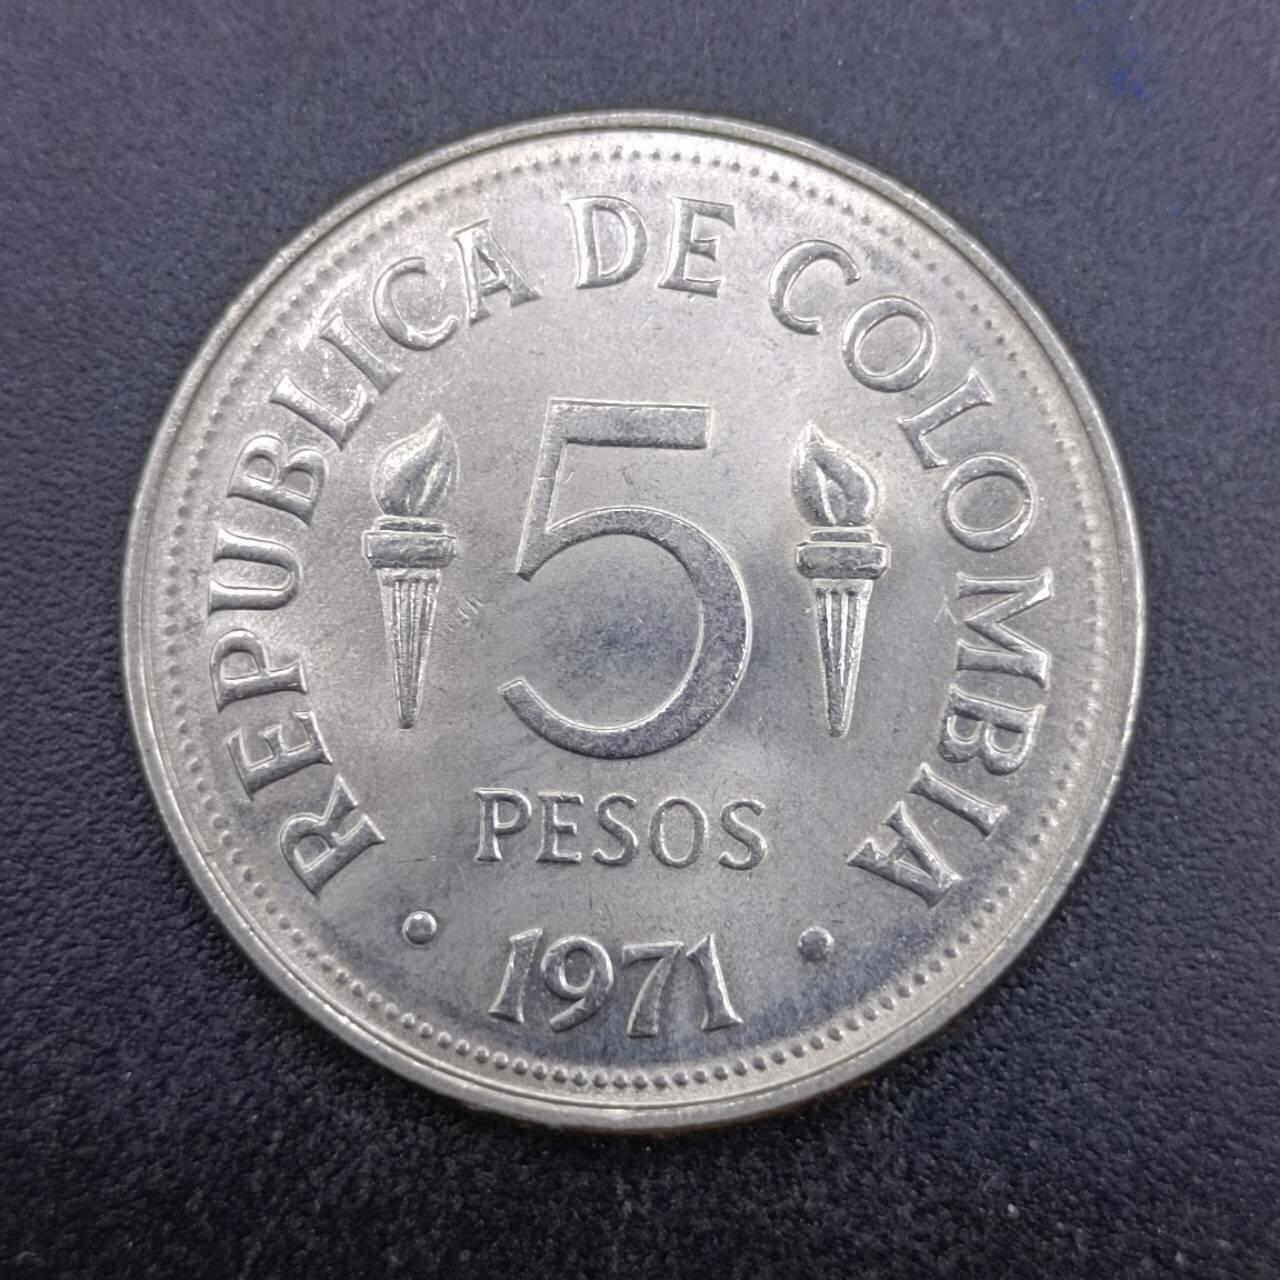 REPUBLICA DE COLOMBIA
5
PESOS
• 1971 •